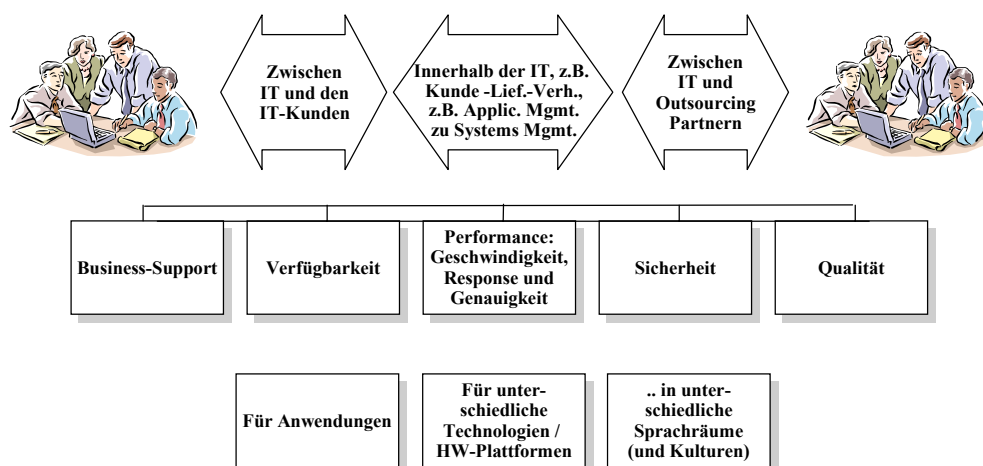 Zwischen
IT und den
IT-Kunden
Innerhalb der IT, z.B.
Kunde -Lief.-Verh.,
z.B. Applic. Mgmt.
zu Systems Mgmt.
Zwischen
IT und
Outsourcing
Partnern
Business-Support
Verfügbarkeit
Performance:
Geschwindigkeit,
Response und
Genauigkeit
Sicherheit
Qualität
Für Anwendungen
Für unter-
schiedliche
Technologien /
HW-Plattformen
.. in unter-
schiedliche
Sprachräume
(und Kulturen)